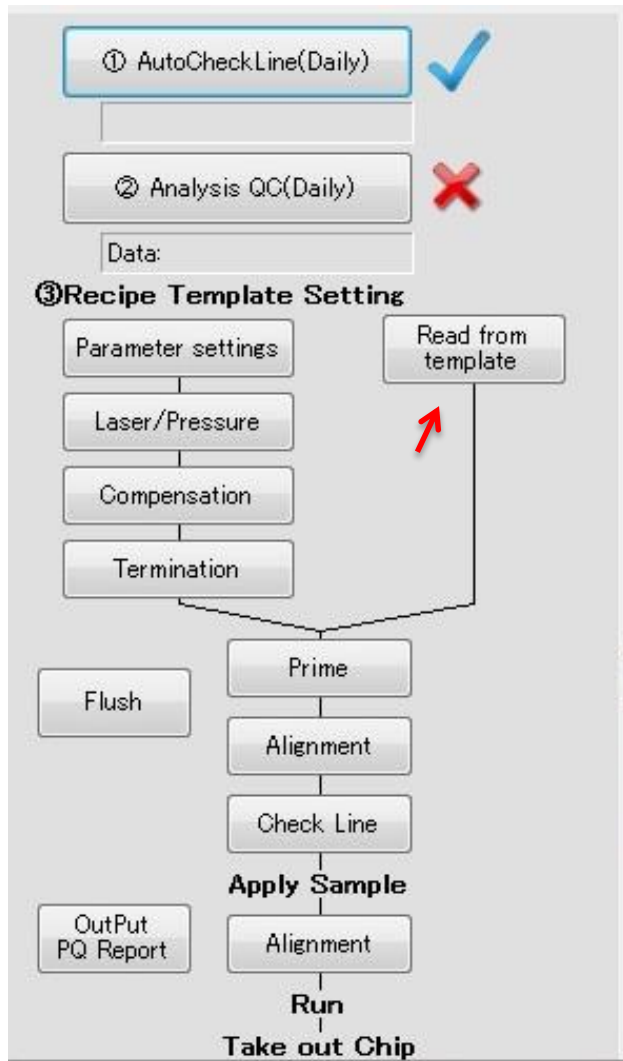 ① AutoCheckLine(Daily)
② Analysis QC(Daily)
Data:
③Recipe Template Setting
Parameter settings
Read from
template
Laser/Pressure
Compensation
Termination
Prime
Flush
Alignment
Check Line
Apply Sample
OutPut
PQ Report
Alignment
Run
Take out Chip